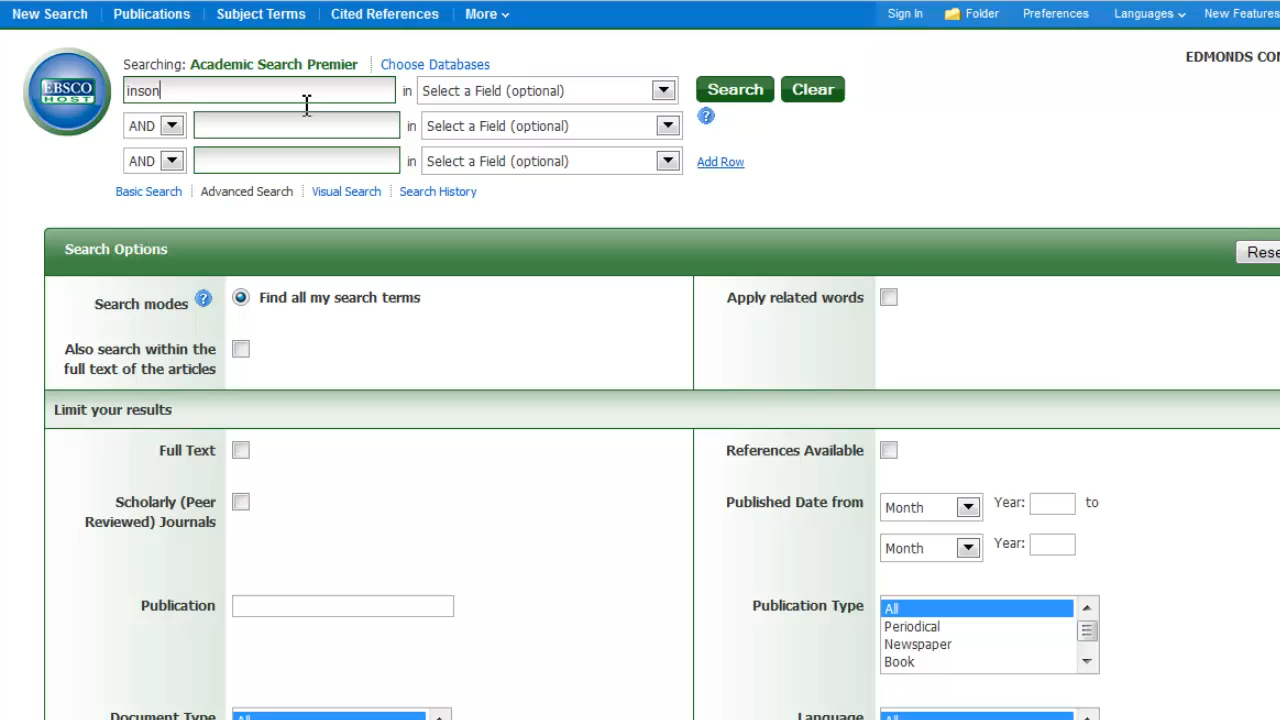 New Search Publications Subject Terms Cited References More Sign In Folder Preferences Languages New Features
EDMONDS CO
Searching: Academic Search Premier Choose Databases
EBSCO HOST
inson in Select a Field (optional) Search Clear
AND in Select a Field (optional)
AND in Select a Field (optional) Add Row
Basic Search Advanced Search Visual Search Search History
Search Options
Rese
Search modes Find all my search terms Apply related words
Also search within the
full text of the articles
Limit your results
Full Text References Available
Scholarly (Peer Published Date from Month Year: to
Reviewed) Journals
Month Year:
Publication Publication Type All
Periodical
Newspaper
Book
Document Type All Language All